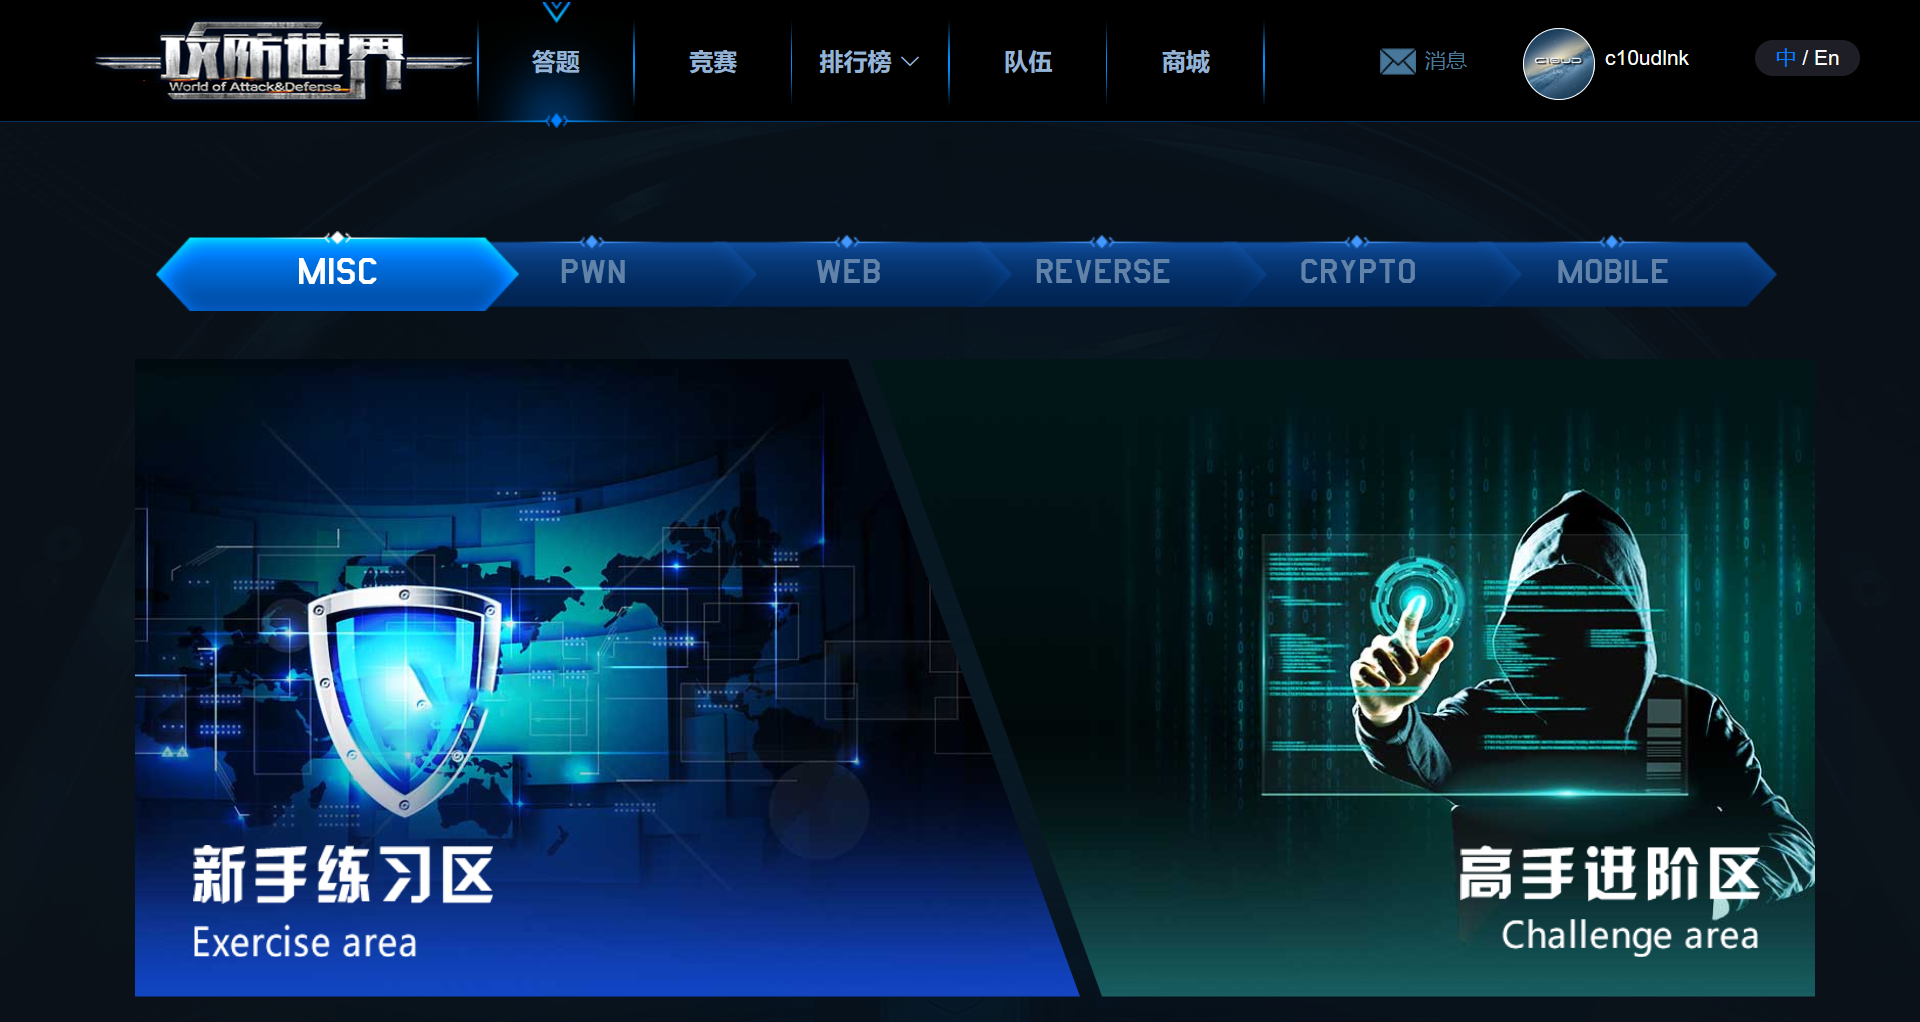 攻防世界
World of Attack&Defense
答题
竞赛
排行榜
队伍
商城
消息
c10udlnk
中 / En
MISC
PWN
WEB
REVERSE
CRYPTO
MOBILE
新手练习区
Exercise area
高手进阶区
Challenge area